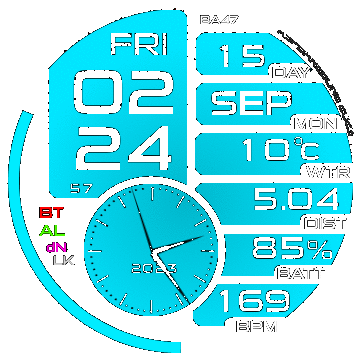 BA47
FRI
02
24
57
15
DAY
SEP
MON
10°c
WTR
5.04
DIST
85%
BATT
169
BPM
BT
AL
dN
LK
2023